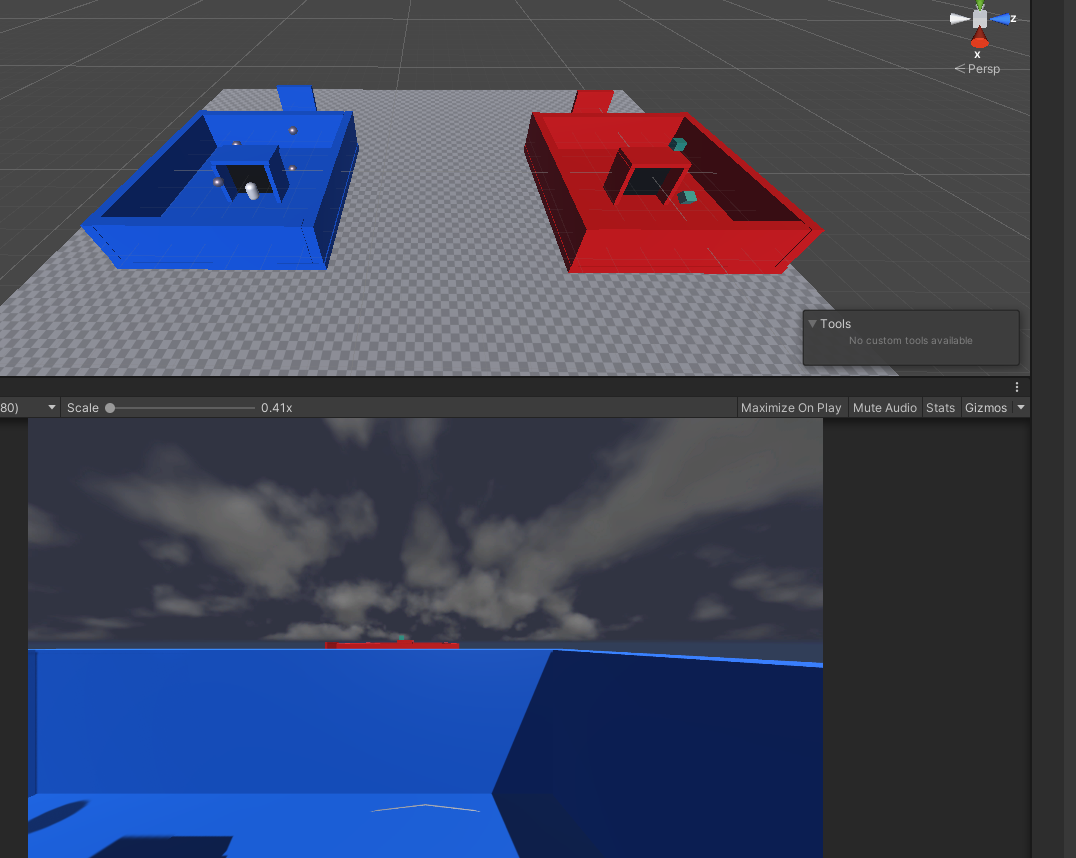 z
x
Persp
Tools
No custom tools available
80)
Scale
0.41x
Maximize On Play
Mute Audio
Stats
Gizmos